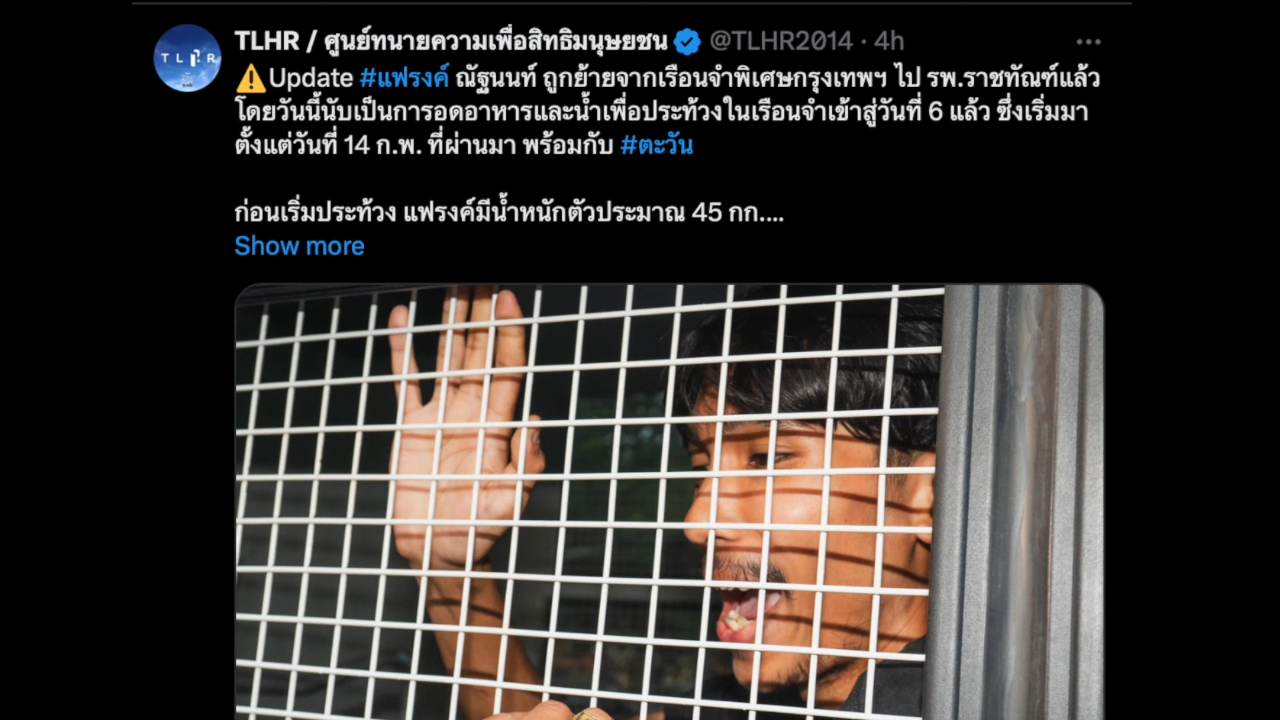 TLHR / ศูนย์ทนายความเพื่อสิทธิมนุษยชน @TLHR2014 · 4h
⚠️Update #แฟรงค์ ณัฐนนท์ ถูกย้ายจากเรือนจำพิเศษกรุงเทพฯ ไป รพ.ราชทัณฑ์แล้ว
โดยวันนี้นับเป็นการอดอาหารและน้ำเพื่อประท้วงในเรือนจำเข้าสู่วันที่ 6 แล้ว ซึ่งเริ่มมา
ตั้งแต่วันที่ 14 ก.พ. ที่ผ่านมา พร้อมกับ #ตะวัน
ก่อนเริ่มประท้วง แฟรงค์มีน้ำหนักตัวประมาณ 45 กก....
Show more